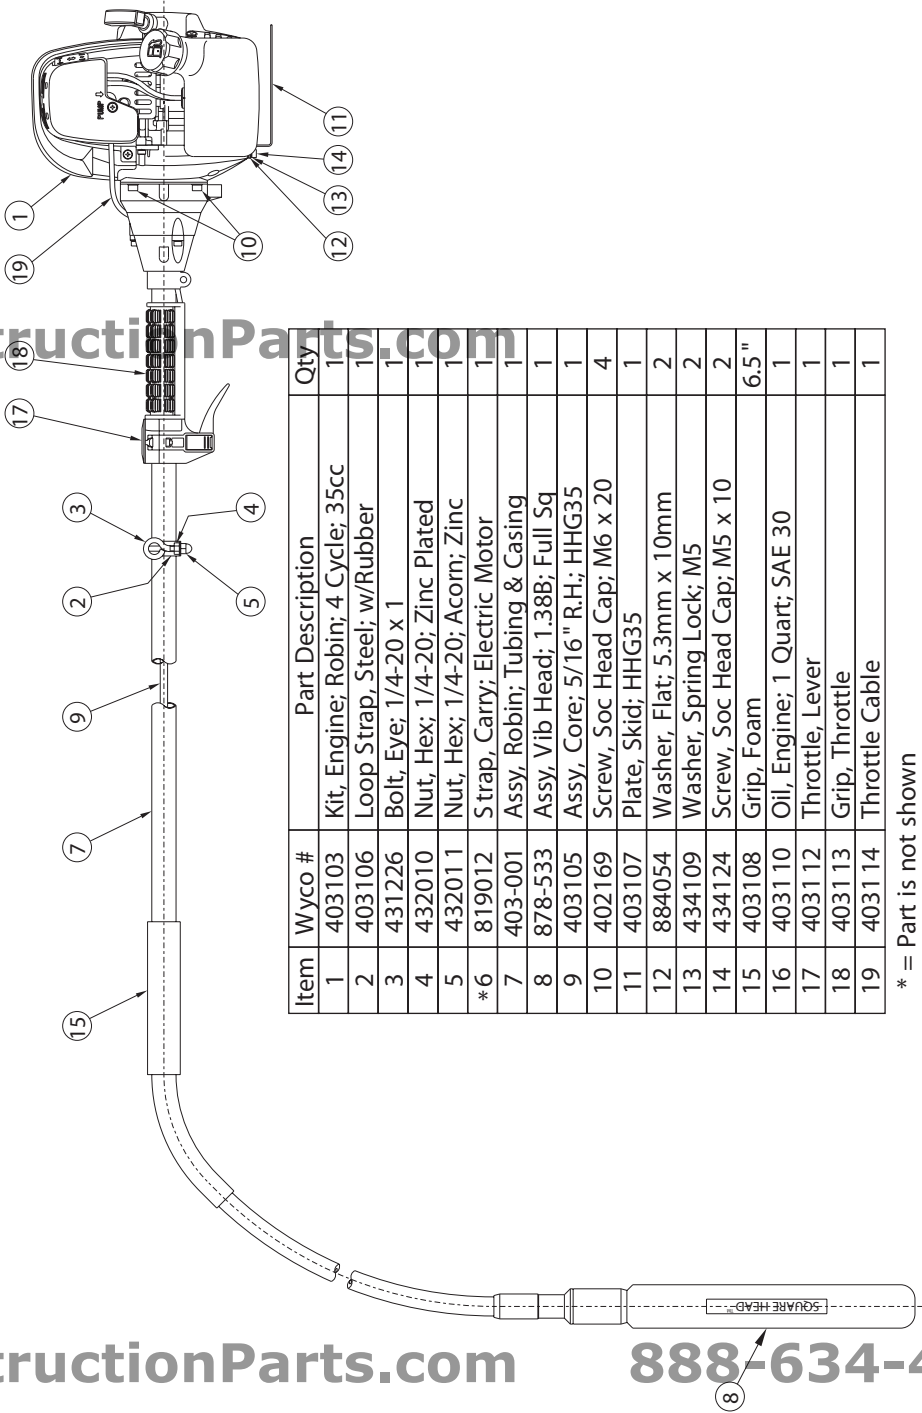 1
19
18
17
3
2
4
5
9
7
15
8
10
11
14
13
12
PUMP
SQUARE HEAD™
Item Wyco # Part Description Qty
1 403103 Kit, Engine; Robin; 4 Cycle; 35cc 1
2 403106 Loop Strap, Steel; w/Rubber 1
3 431226 Bolt, Eye; 1/4-20 x 1 1
4 432010 Nut, Hex; 1/4-20; Zinc Plated 1
5 432011 Nut, Hex; 1/4-20; Acorn; Zinc 1
*6 819012 Strap, Carry; Electric Motor 1
7 403-001 Assy, Robin; Tubing & Casing 1
8 878-533 Assy, Vib Head; 1.38B; Full Sq 1
9 403105 Assy, Core; 5/16" R.H.; HHG35 1
10 402169 Screw, Soc Head Cap; M6 x 20 4
11 403107 Plate, Skid; HHG35 1
12 884054 Washer, Flat; 5.3mm x 10mm 2
13 434109 Washer, Spring Lock; M5 2
14 434124 Screw, Soc Head Cap; M5 x 10 2
15 403108 Grip, Foam 6.5"
16 403110 Oil, Engine; 1 Quart; SAE 30 1
17 403112 Throttle, Lever 1
18 403113 Grip, Throttle 1
19 403114 Throttle Cable 1
* = Part is not shown
tructionParts.com
tructionParts.com 888-634-4